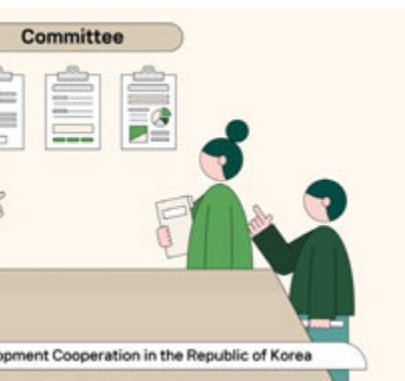 Committee
opment Cooperation in the Republic of Korea